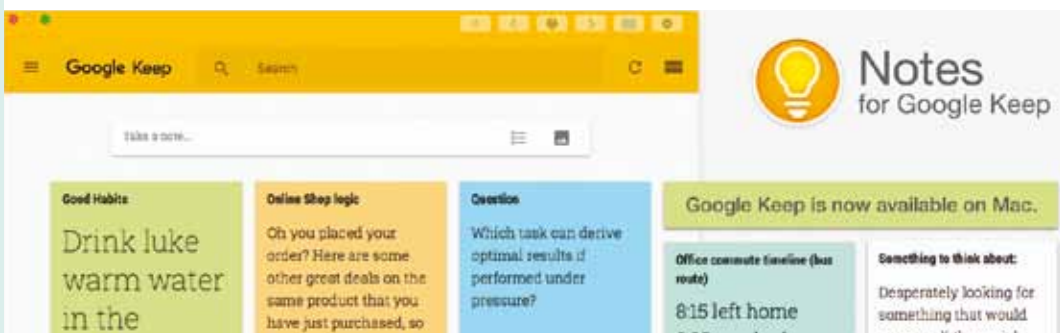 Google Keep
Search
Notes
for Google Keep
Take a note...
Google Keep is now available on Mac.
Good Habits
Drink luke
warm water
in the
Online Shop logic
Oh you placed your
order? Here are some
other great deals on the
same product that you
have just purchased, so
Question
Which task can derive
optimal results if
performed under
pressure?
Office commute timeline (bus
route)
8:15 left home
Something to think about:
Desperately looking for
something that would